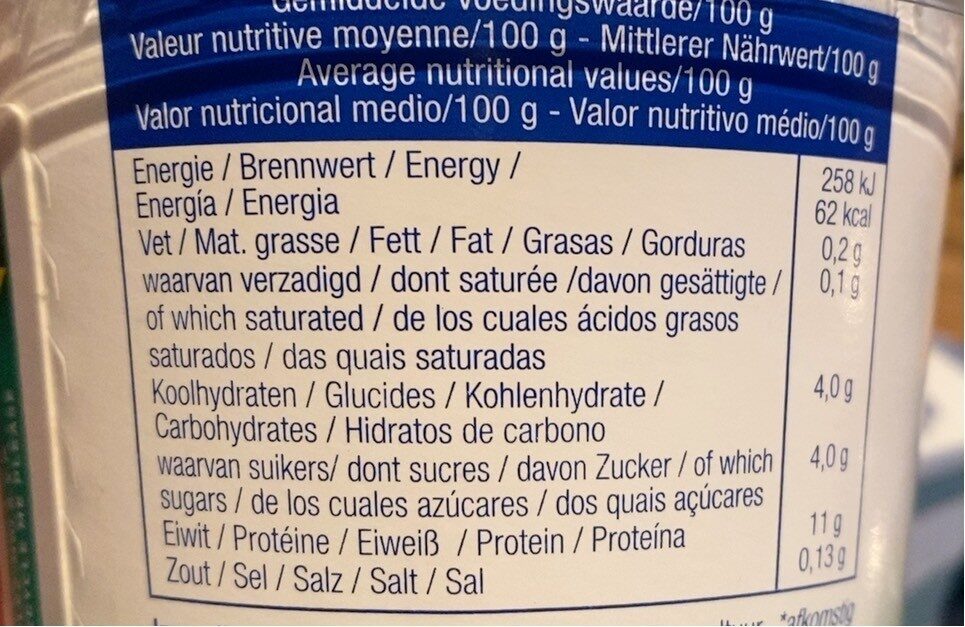 Gemiddelde voedingswaarde/100 g
Valeur nutritive moyenne/100 g - Mittlerer Nährwert/100 g
Average nutritional values/100 g
Valor nutricional medio/100 g - Valor nutritivo médio/100 g
Energie / Brennwert / Energy / 258 kJ
Energía / Energia 62 kcal
Vet / Mat. grasse / Fett / Fat / Grasas / Gorduras 0,2 g
waarvan verzadigd / dont saturée /davon gesättigte / 0,1 g
of which saturated / de los cuales ácidos grasos
saturados / das quais saturadas
Koolhydraten / Glucides / Kohlenhydrate / 4,0 g
Carbohydrates / Hidratos de carbono
waarvan suikers/ dont sucres / davon Zucker / of which 4,0 g
sugars / de los cuales azúcares / dos quais açúcares
Eiwit / Protéine / Eiweiß / Protein / Proteína 11 g
Zout / Sel / Salz / Salt / Sal 0,13 g
*afkomstig